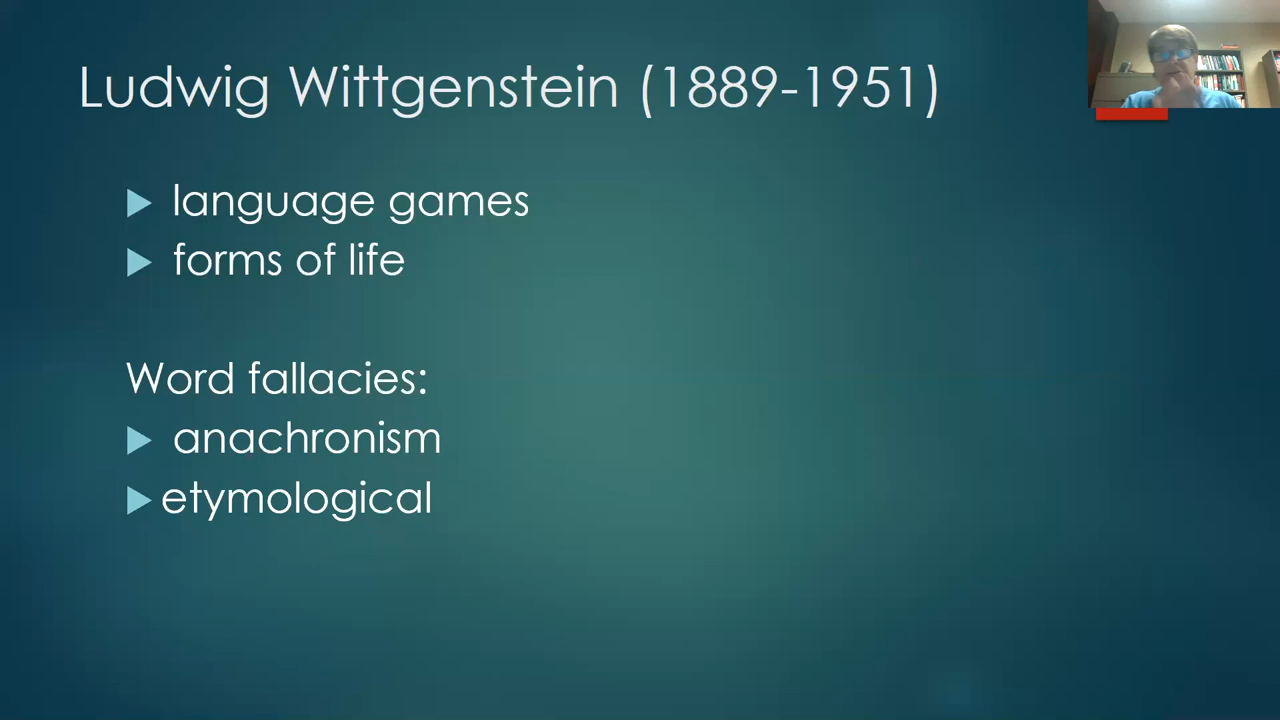 Ludwig Wittgenstein (1889-1951)
language games
forms of life
Word fallacies:
anachronism
etymological